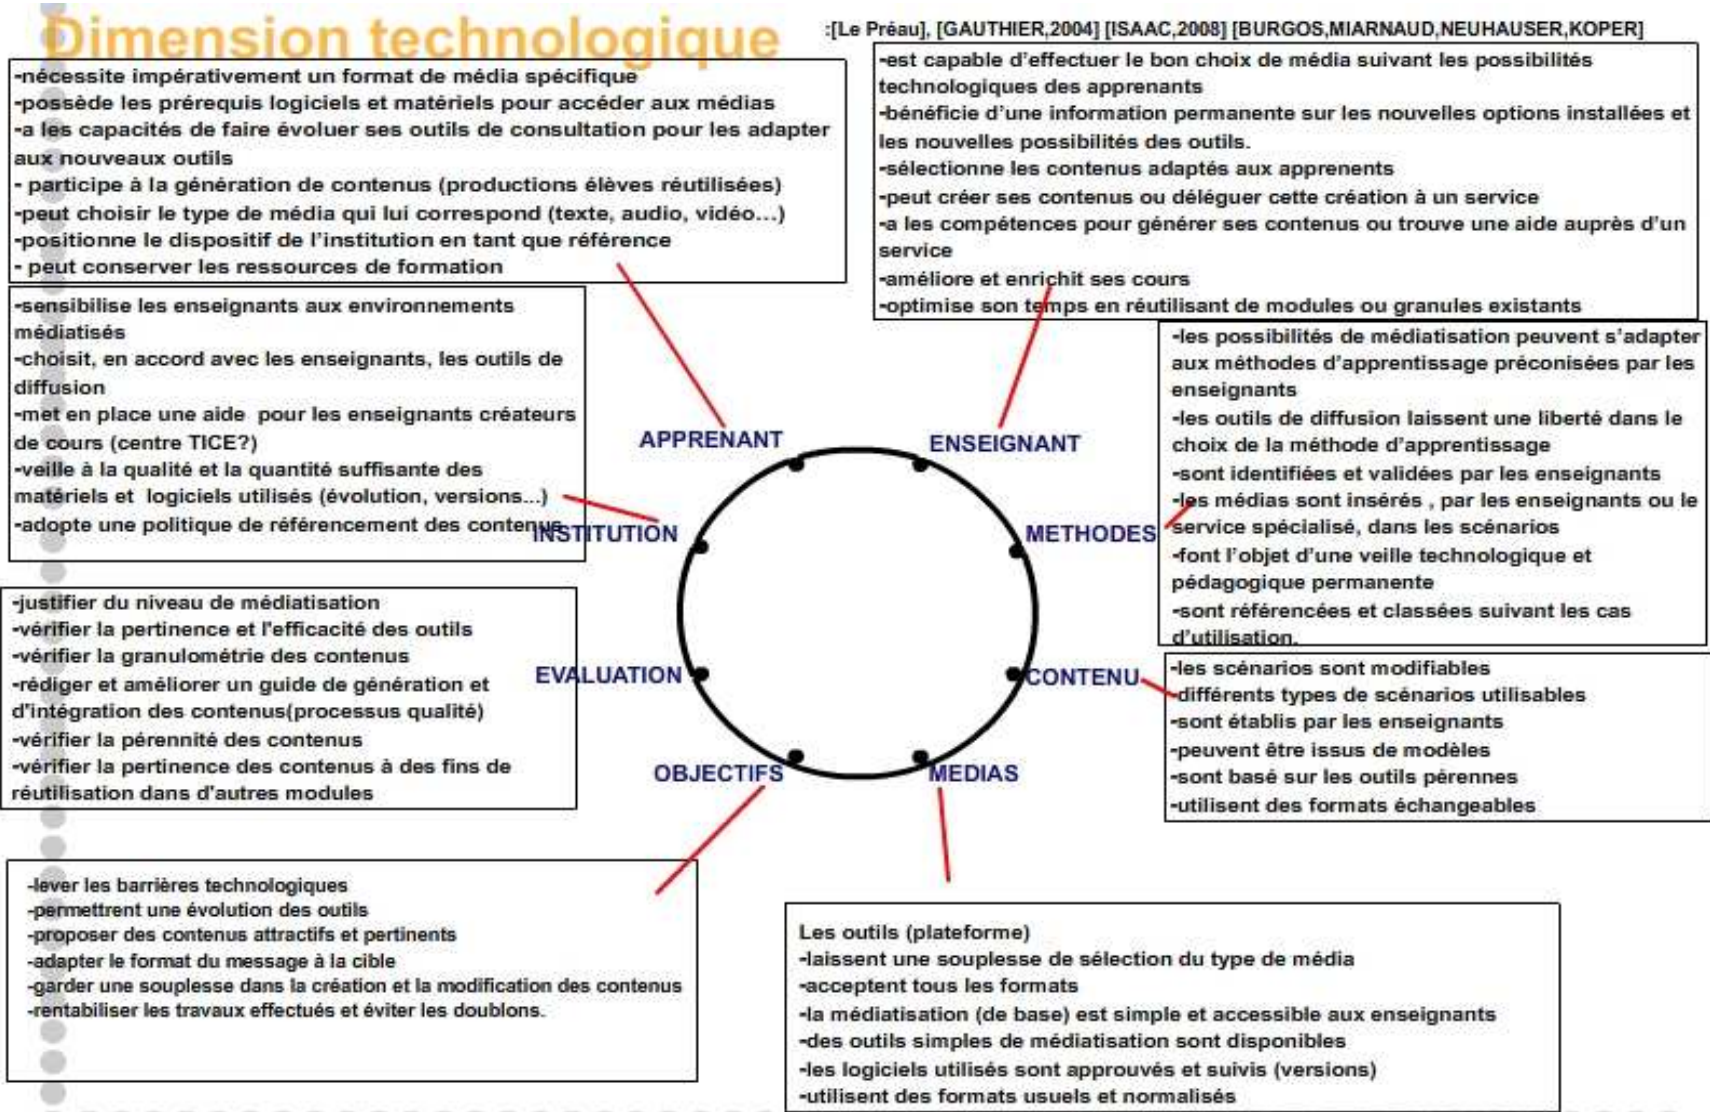 Dimension technologique
:[Le Préau], [GAUTHIER,2004] [ISAAC,2008] [BURGOS,MIARNAUD,NEUHAUSER,KOPER]
-nécessite impérativement un format de média spécifique
-possède les prérequis logiciels et matériels pour accéder aux médias
-a les capacités de faire évoluer ses outils de consultation pour les adapter
aux nouveaux outils
- participe à la génération de contenus (productions élèves réutilisées)
-peut choisir le type de média qui lui correspond (texte, audio, vidéo...)
-positionne le dispositif de l'institution en tant que référence
- peut conserver les ressources de formation
-est capable d'effectuer le bon choix de média suivant les possibilités
technologiques des apprenants
-bénéficie d'une information permanente sur les nouvelles options installées et
les nouvelles possibilités des outils.
-sélectionne les contenus adaptés aux apprenents
-peut créer ses contenus ou déléguer cette création à un service
-a les compétences pour générer ses contenus ou trouve une aide auprès d'un
service
-améliore et enrichit ses cours
-optimise son temps en réutilisant de modules ou granules existants
-sensibilise les enseignants aux environnements
médiatisés
-choisit, en accord avec les enseignants, les outils de
diffusion
-met en place une aide  pour les enseignants créateurs
de cours (centre TICE?)
-veille à la qualité et la quantité suffisante des
matériels et  logiciels utilisés (évolution, versions...)
-adopte une politique de référencement des contenus
-les possibilités de médiatisation peuvent s'adapter
aux méthodes d'apprentissage préconisées par les
enseignants
-les outils de diffusion laissent une liberté dans le
choix de la méthode d'apprentissage
-sont identifiées et validées par les enseignants
-les médias sont insérés , par les enseignants ou le
service spécialisé, dans les scénarios
-font l'objet d'une veille technologique et
pédagogique permanente
-sont référencées et classées suivant les cas
d'utilisation.
APPRENANT
ENSEIGNANT
INSTITUTION
METHODES
EVALUATION
CONTENU
OBJECTIFS
MEDIAS
-justifier du niveau de médiatisation
-vérifier la pertinence et l'efficacité des outils
-vérifier la granulométrie des contenus
-rédiger et améliorer un guide de génération et
d'intégration des contenus(processus qualité)
-vérifier la pérennité des contenus
-vérifier la pertinence des contenus à des fins de
réutilisation dans d'autres modules
-les scénarios sont modifiables
-différents types de scénarios utilisables
-sont établis par les enseignants
-peuvent être issus de modèles
-sont basé sur les outils pérennes
-utilisent des formats échangeables
-lever les barrières technologiques
-permettrent une évolution des outils
-proposer des contenus attractifs et pertinents
-adapter le format du message à la cible
-garder une souplesse dans la création et la modification des contenus
-rentabiliser les travaux effectués et éviter les doublons.
Les outils (plateforme)
-laissent une souplesse de sélection du type de média
-acceptent tous les formats
-la médiatisation (de base) est simple et accessible aux enseignants
-des outils simples de médiatisation sont disponibles
-les logiciels utilisés sont approuvés et suivis (versions)
-utilisent des formats usuels et normalisés